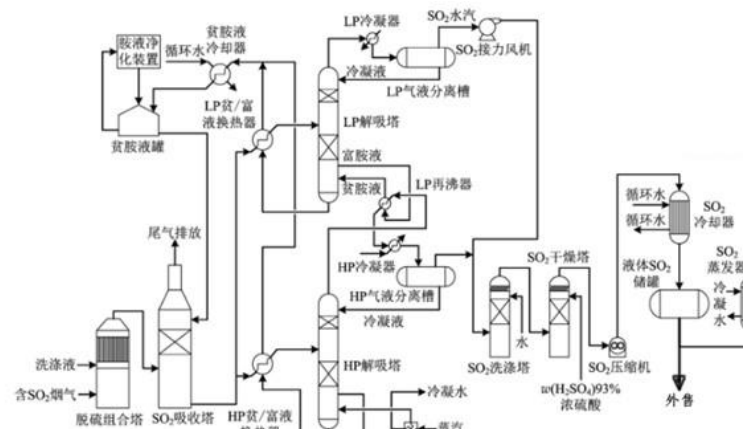 LP冷凝器
SO₂水汽
SO₂接力风机
冷凝液
LP气液分离槽
胺液净
化装置
循环水
贫胺液
冷却器
LP贫/富
液换热器
贫胺液罐
LP解吸塔
富胺液
贫胺液
LP再沸器
尾气排放
HP冷凝器
HP气液分离槽
冷凝液
循环水
循环水
SO₂
冷却器
SO₂干燥塔
液体SO₂
储罐
SO₂
蒸发器
冷
凝
水
洗涤液
含SO₂烟气
脱硫组合塔
SO₂吸收塔
HP解吸塔
HP贫/富液
换热器
冷凝水
蒸汽
水
SO₂洗涤塔
w(H₂SO₄)93%
浓硫酸
SO₂压缩机
外售